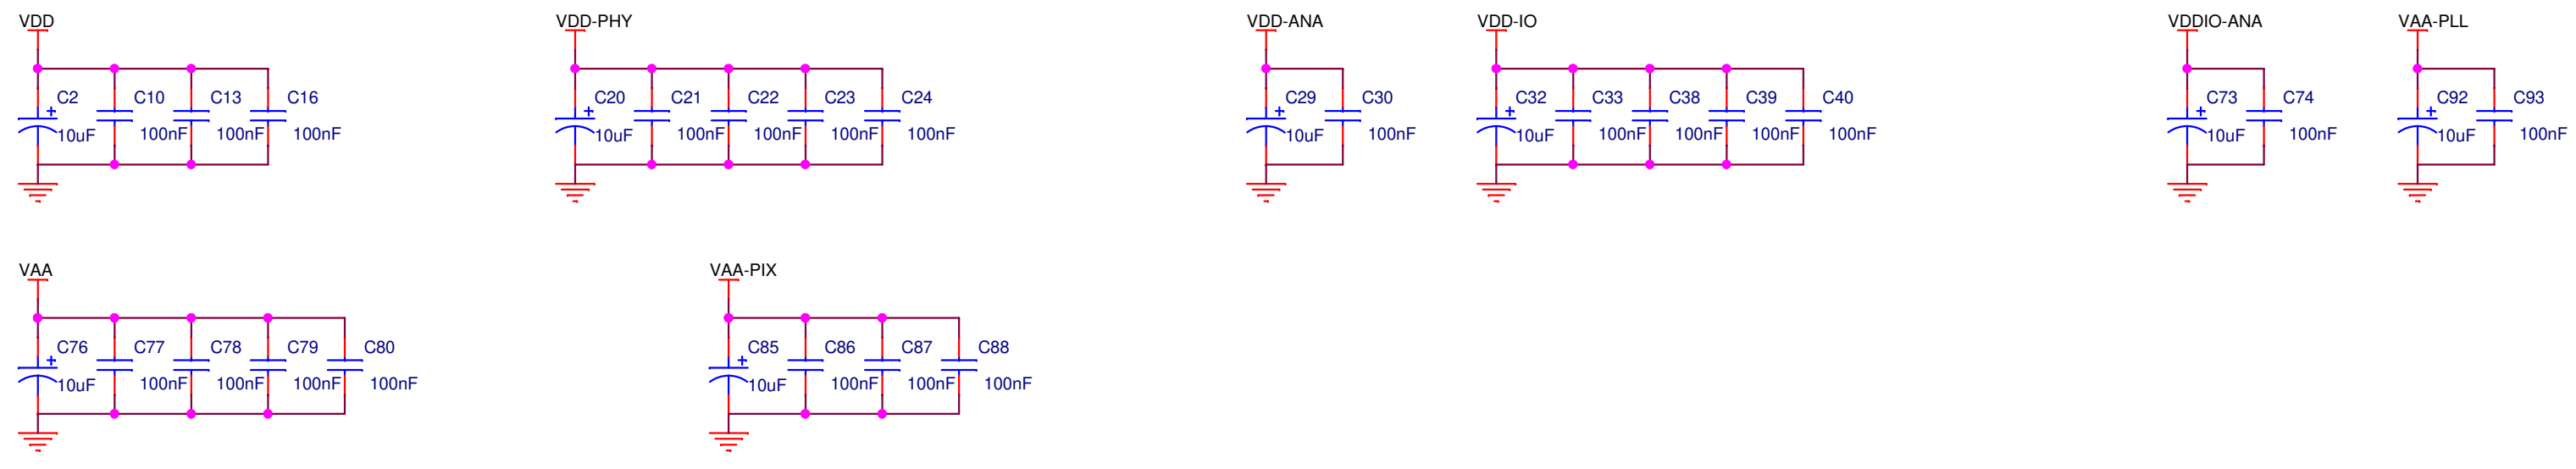 VDD VDD-PHY VDD-ANA VDD-IO VDDIO-ANA VAA-PLL
C2 C10 C13 C16 C20 C21 C22 C23 C24 C29 C30 C32 C33 C38 C39 C40 C73 C74 C92 C93
+ + + + + +
10uF 100nF 100nF 100nF 10uF 100nF 100nF 100nF 100nF 10uF 100nF 10uF 100nF 100nF 100nF 100nF 10uF 100nF 10uF 100nF
VAA VAA-PIX
C76 C77 C78 C79 C80 C85 C86 C87 C88
+ +
10uF 100nF 100nF 100nF 100nF 10uF 100nF 100nF 100nF